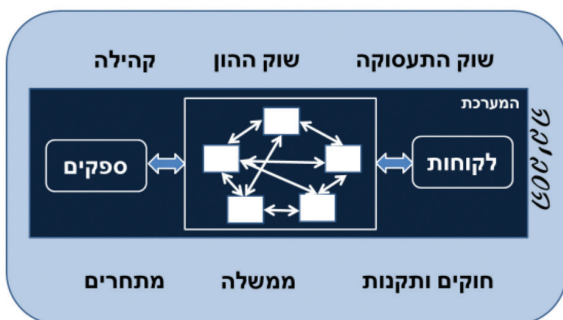 שוק התעסוקה שוק ההון קהילה
המערכת
לקוחות ספקים
חוקים ותקנות ממשלה מתחרים